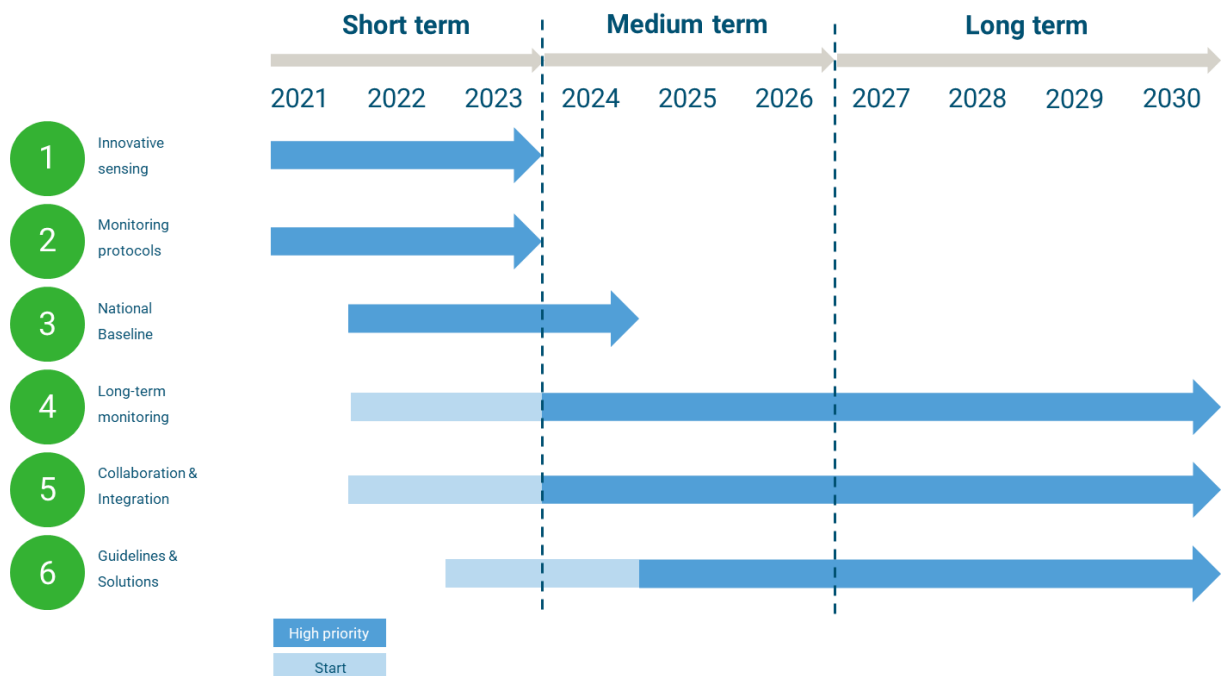 Short term Medium term Long term
2021 2022 2023 2024 2025 2026 2027 2028 2029 2030
1
Innovative
sensing
2
Monitoring
protocols
3
National
Baseline
4
Long-term
monitoring
5
Collaboration &
Integration
6
Guidelines &
Solutions
High priority
Start